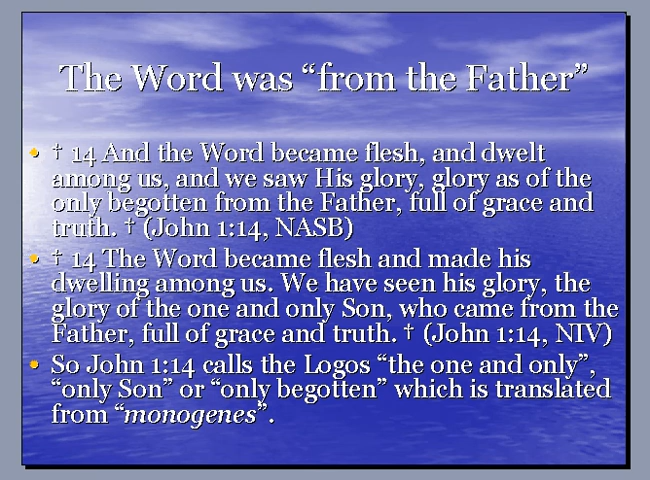 The Word was “from the Father”
• † 14 And the Word became flesh, and dwelt
among us, and we saw His glory, glory as of the
only begotten from the Father, full of grace and
truth. † (John 1:14, NASB)
• † 14 The Word became flesh and made his
dwelling among us. We have seen his glory, the
glory of the one and only Son, who came from the
Father, full of grace and truth. † (John 1:14, NIV)
• So John 1:14 calls the Logos “the one and only”,
“only Son” or “only begotten” which is translated
from “monogenes”.